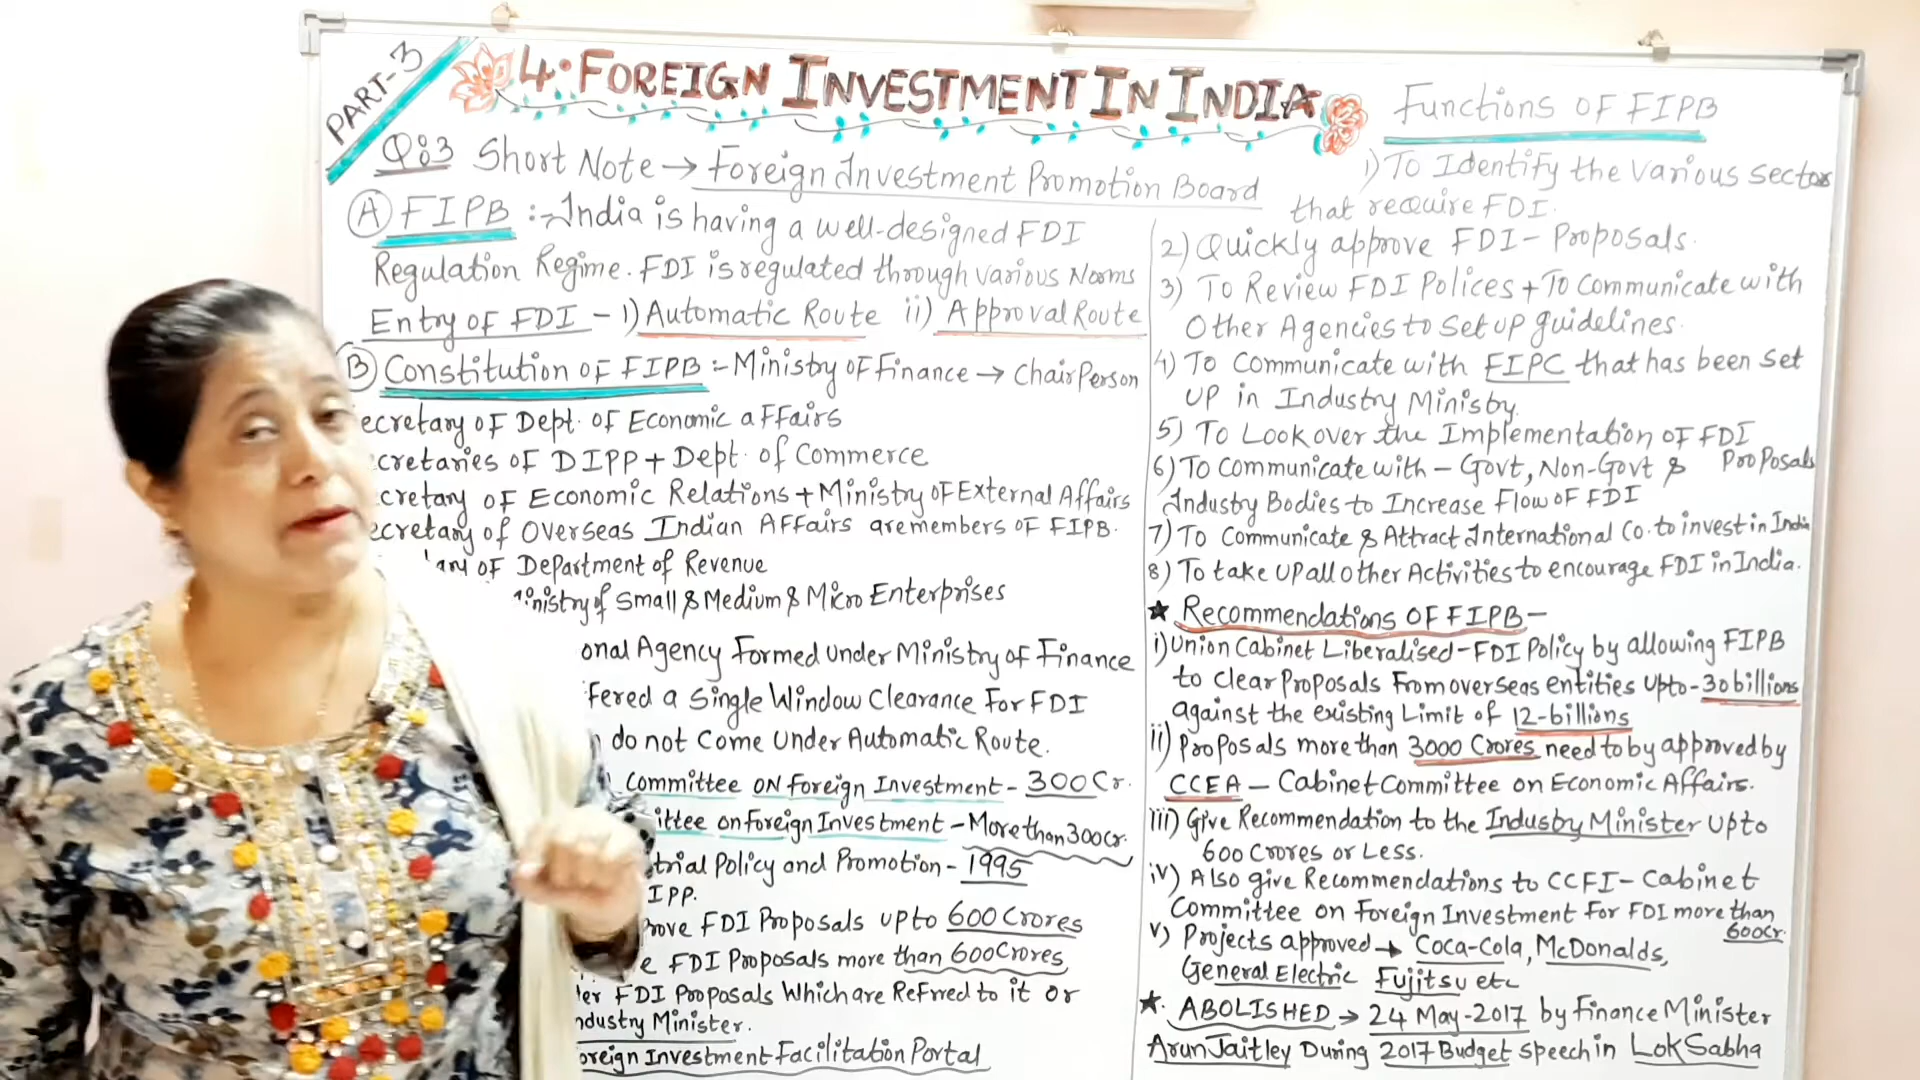 PART-3
4. FOREIGN INVESTMENT IN INDIA
Q:3 Short Note → Foreign Investment Promotion Board
A FIPB :- India is having a well-designed FDI
Regulation Regime. FDI is regulated through various Norms
Entry of FDI - i) Automatic Route ii) Approval Route
B Constitution of FIPB :- Ministry of Finance → Chair Person
ecretary of Dept. of Economic affairs
cretaries of DIPP + Dept. of Commerce
cretary of Economic Relations + Ministry of External Affairs
ecretary of Overseas Indian Affairs are members of FIPB.
ary of Department of Revenue
inistry of Small & Medium & Micro Enterprises
onal Agency Formed under Ministry of Finance
fered a Single Window Clearance For FDI
do not Come Under Automatic Route.
Committee on Foreign Investment - 300 Cr.
ittee on Foreign Investment - More than 300 Cr.
trial Policy and Promotion - 1995
IPP.
rove FDI Proposals upto 600 Crores
e FDI Proposals more than 600 Crores
er FDI Proposals Which are Refrred to it or
ndustry Minister.
oreign Investment Facilitation Portal
Functions of FIPB
i) To Identify the various sector
that require FDI.
2) Quickly approve FDI - Proposals.
3) To Review FDI Polices + To Communicate with
Other Agencies to Set up guidelines.
4) To Communicate with FIPC that has been set
up in Industry Ministry.
5) To Look over the Implementation of FDI
Proposals
6) To Communicate with - Govt, Non-Govt &
Industry Bodies to Increase Flow of FDI
7) To Communicate & Attract International Co. to invest in India
8) To take up all other Activities to encourage FDI in India.
★ Recommendations of FIPB -
i) Union Cabinet Liberalised - FDI Policy by allowing FIPB
to clear Proposals From overseas entities upto - 30 billions
against the existing Limit of 12-billions
ii) Proposals more than 3000 Crores need to by approved by
CCEA - Cabinet Committee on Economic Affairs.
iii) Give Recommendation to the Industry Minister upto
600 Crores or Less.
iv) Also give Recommendations to CCFI - Cabinet
Committee on Foreign Investment For FDI more than
600 Cr.
v) Projects approved → Coca-Cola, McDonalds,
General Electric Fujitsu etc
★. ABOLISHED → 24 May - 2017 by Finance Minister
Arun Jaitley During 2017 Budget Speech in Lok Sabha